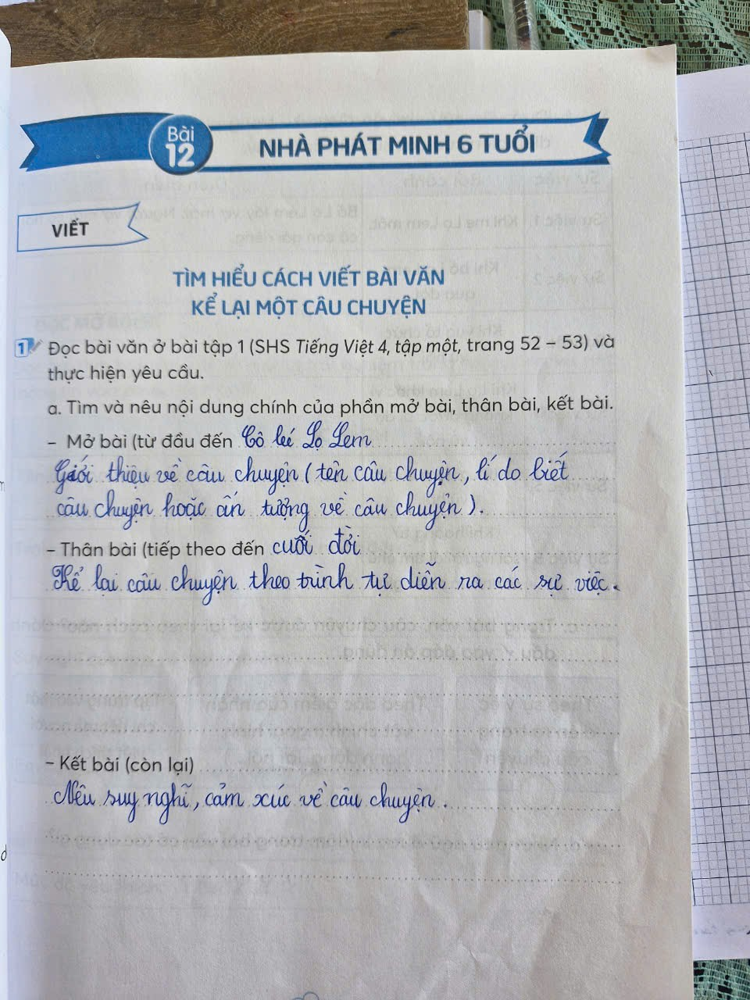 Bài
12
NHÀ PHÁT MINH 6 TUỔI
VIẾT
TÌM HIỂU CÁCH VIẾT BÀI VĂN
KỂ LẠI MỘT CÂU CHUYỆN
1 Đọc bài văn ở bài tập 1 (SHS Tiếng Việt 4, tập một, trang 52 – 53) và
thực hiện yêu cầu.
a. Tìm và nêu nội dung chính của phần mở bài, thân bài, kết bài.
– Mở bài (từ đầu đến Cô bé Lọ Lem
Giới thiệu về câu chuyện (tên câu chuyện, lí do biết
câu chuyện hoặc ấn tượng về câu chuyện).
– Thân bài (tiếp theo đến cuối đời
Kể lại câu chuyện theo trình tự diễn ra các sự việc.
– Kết bài (còn lại)
Nêu suy nghĩ, cảm xúc về câu chuyện.